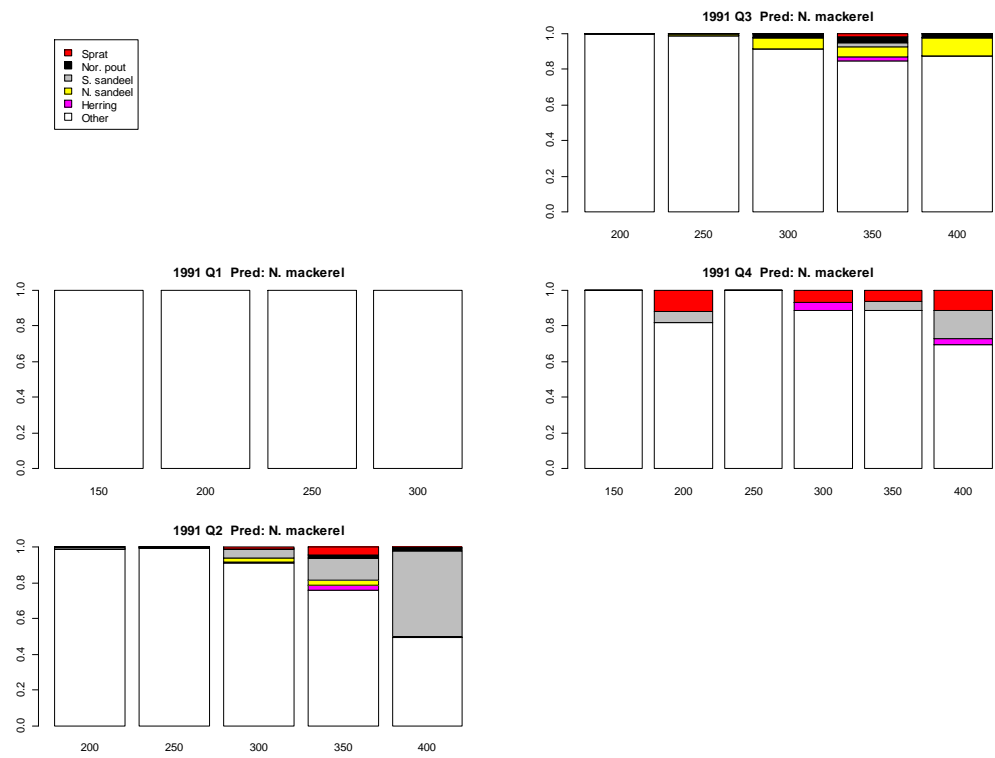 Sprat
Nor. pout
S. sandeel
N. sandeel
Herring
Other
1991 Q3 Pred: N. mackerel
1.0
0.8
0.6
0.4
0.2
0.0
200 250 300 350 400
1991 Q1 Pred: N. mackerel
1.0
0.8
0.6
0.4
0.2
0.0
150 200 250 300
1991 Q4 Pred: N. mackerel
1.0
0.8
0.6
0.4
0.2
0.0
150 200 250 300 350 400
1991 Q2 Pred: N. mackerel
1.0
0.8
0.6
0.4
0.2
0.0
200 250 300 350 400